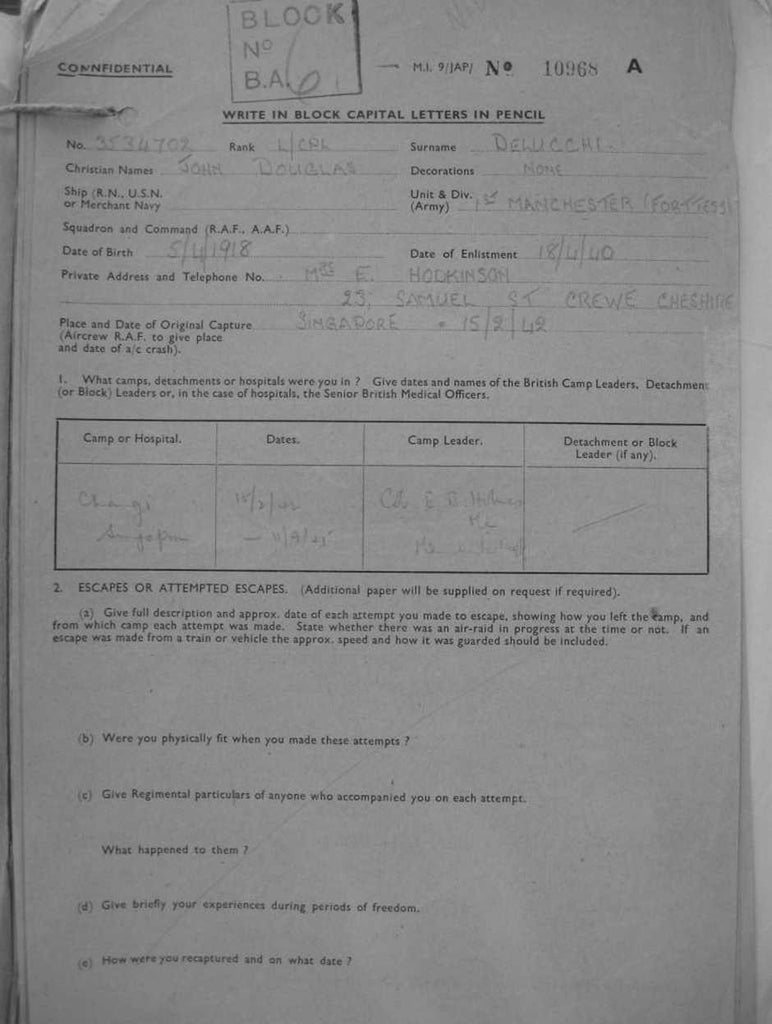 BLOCK
No
B.A.
CONNFIDENTIAL
— M.I. 9/JAP/ No 10968 A
WRITE IN BLOCK CAPITAL LETTERS IN PENCIL
No. 3534702 Rank L/CPL Surname DELUCCHI.
Christian Names JOHN DOUGLAS Decorations NONE
Ship (R.N., U.S.N. or Merchant Navy
Unit & Div. (Army) 1ST MANCHESTER (FORTRESS)
Squadron and Command (R.A.F., A.A.F.)
Date of Birth 5/4/1918 Date of Enlistment 18/4/40
Private Address and Telephone No. MRS E. HODKINSON
23, SAMUEL ST CREWE CHESHIRE
Place and Date of Original Capture SINGAPORE • 15/2/42
(Aircrew R.A.F. to give place
and date of a/c crash).
1. What camps, detachments or hospitals were you in ? Give dates and names of the British Camp Leaders, Detachment
(or Block) Leaders or, in the case of hospitals, the Senior British Medical Officers.
Camp or Hospital. Dates. Camp Leader. Detachment or Block
Leader (if any).
Changi 15/2/42 Col E B Holmes
Singapore — MC
2. ESCAPES OR ATTEMPTED ESCAPES. (Additional paper will be supplied on request if required).
(a) Give full description and approx. date of each attempt you made to escape, showing how you left the camp, and
from which camp each attempt was made. State whether there was an air-raid in progress at the time or not. If an
escape was made from a train or vehicle the approx. speed and how it was guarded should be included.
(b) Were you physically fit when you made these attempts ?
(c) Give Regimental particulars of anyone who accompanied you on each attempt.
What happened to them ?
(d) Give briefly your experiences during periods of freedom.
(e) How were you recaptured and on what date ?